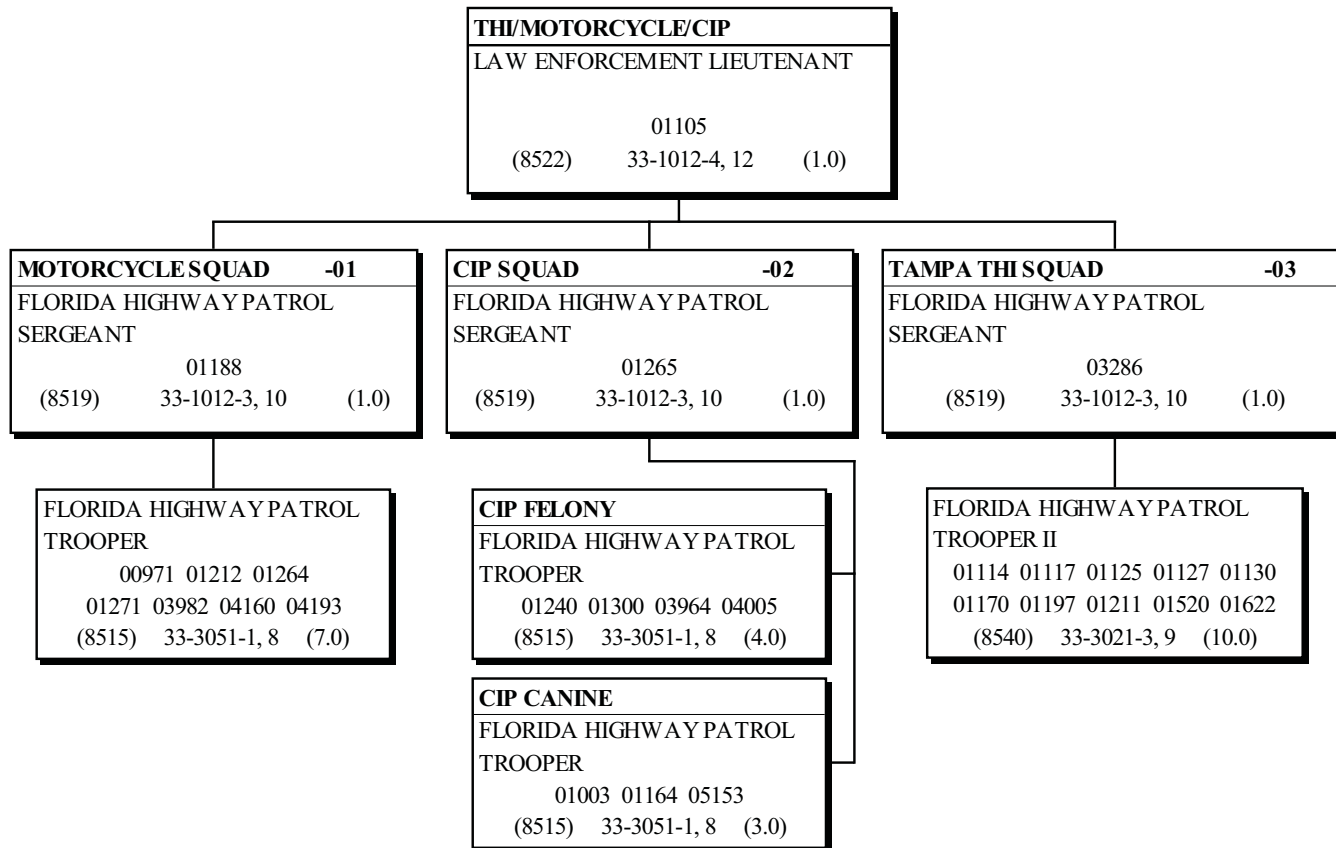 THI/MOTORCYCLE/CIP
LAW ENFORCEMENT LIEUTENANT
01105
(8522) 33-1012-4, 12 (1.0)
MOTORCYCLE SQUAD -01
FLORIDA HIGHWAY PATROL
SERGEANT
01188
(8519) 33-1012-3, 10 (1.0)
CIP SQUAD -02
FLORIDA HIGHWAY PATROL
SERGEANT
01265
(8519) 33-1012-3, 10 (1.0)
TAMPA THI SQUAD -03
FLORIDA HIGHWAY PATROL
SERGEANT
03286
(8519) 33-1012-3, 10 (1.0)
FLORIDA HIGHWAY PATROL
TROOPER
00971 01212 01264
01271 03982 04160 04193
(8515) 33-3051-1, 8 (7.0)
CIP FELONY
FLORIDA HIGHWAY PATROL
TROOPER
01240 01300 03964 04005
(8515) 33-3051-1, 8 (4.0)
CIP CANINE
FLORIDA HIGHWAY PATROL
TROOPER
01003 01164 05153
(8515) 33-3051-1, 8 (3.0)
FLORIDA HIGHWAY PATROL
TROOPER II
01114 01117 01125 01127 01130
01170 01197 01211 01520 01622
(8540) 33-3021-3, 9 (10.0)